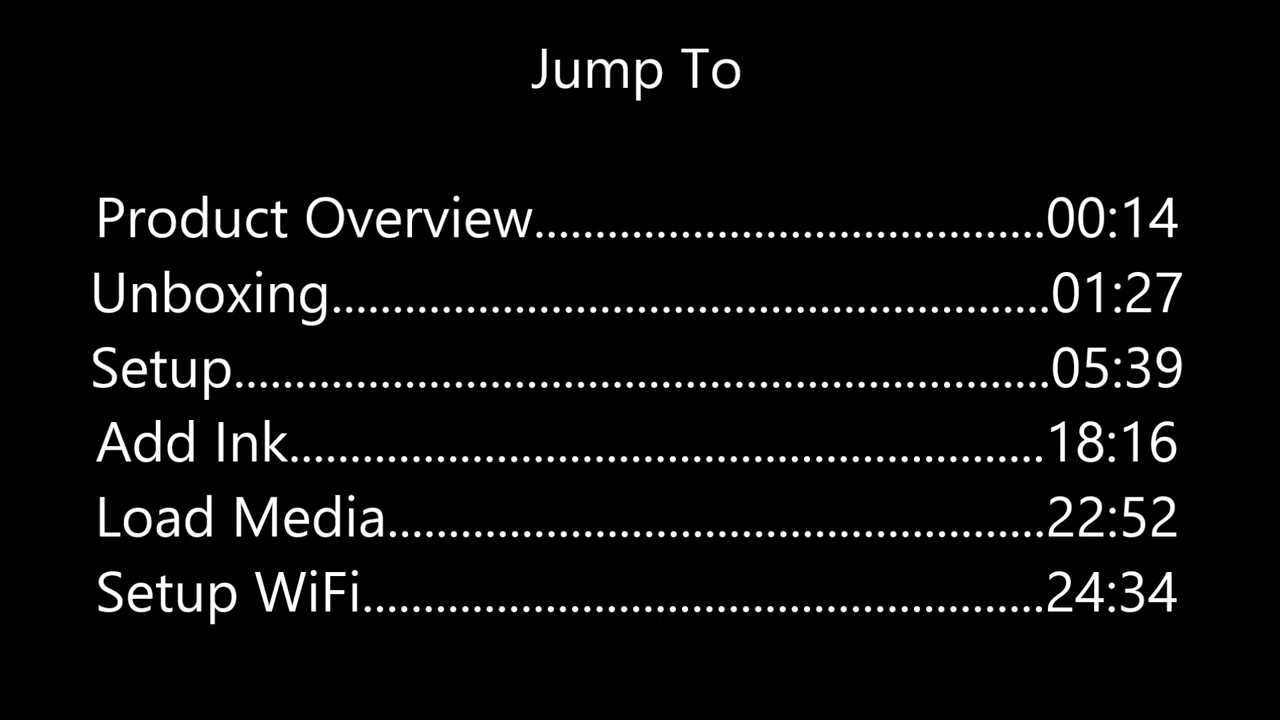 Jump To
Product Overview..........................................00:14
Unboxing...........................................................01:27
Setup...................................................................05:39
Add Ink..............................................................18:16
Load Media......................................................22:52
Setup WiFi........................................................24:34